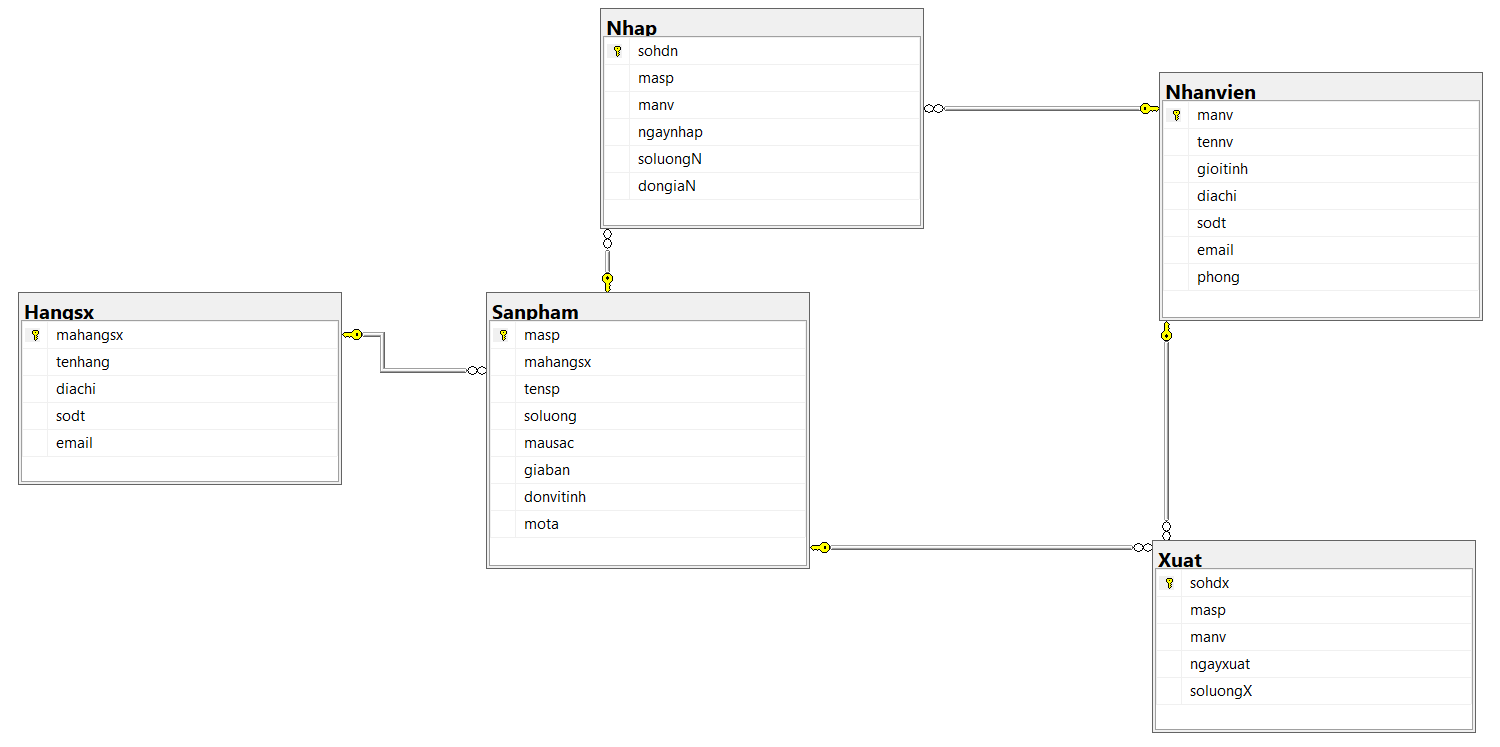 Nhap
sohdn
masp
manv
ngaynhap
soluongN
dongiaN
Nhanvien
manv
tennv
gioitinh
diachi
sodt
email
phong
Hangsx
mahangsx
tenhang
diachi
sodt
email
Sanpham
masp
mahangsx
tensp
soluong
mausac
giaban
donvitinh
mota
Xuat
sohdx
masp
manv
ngayxuat
soluongX